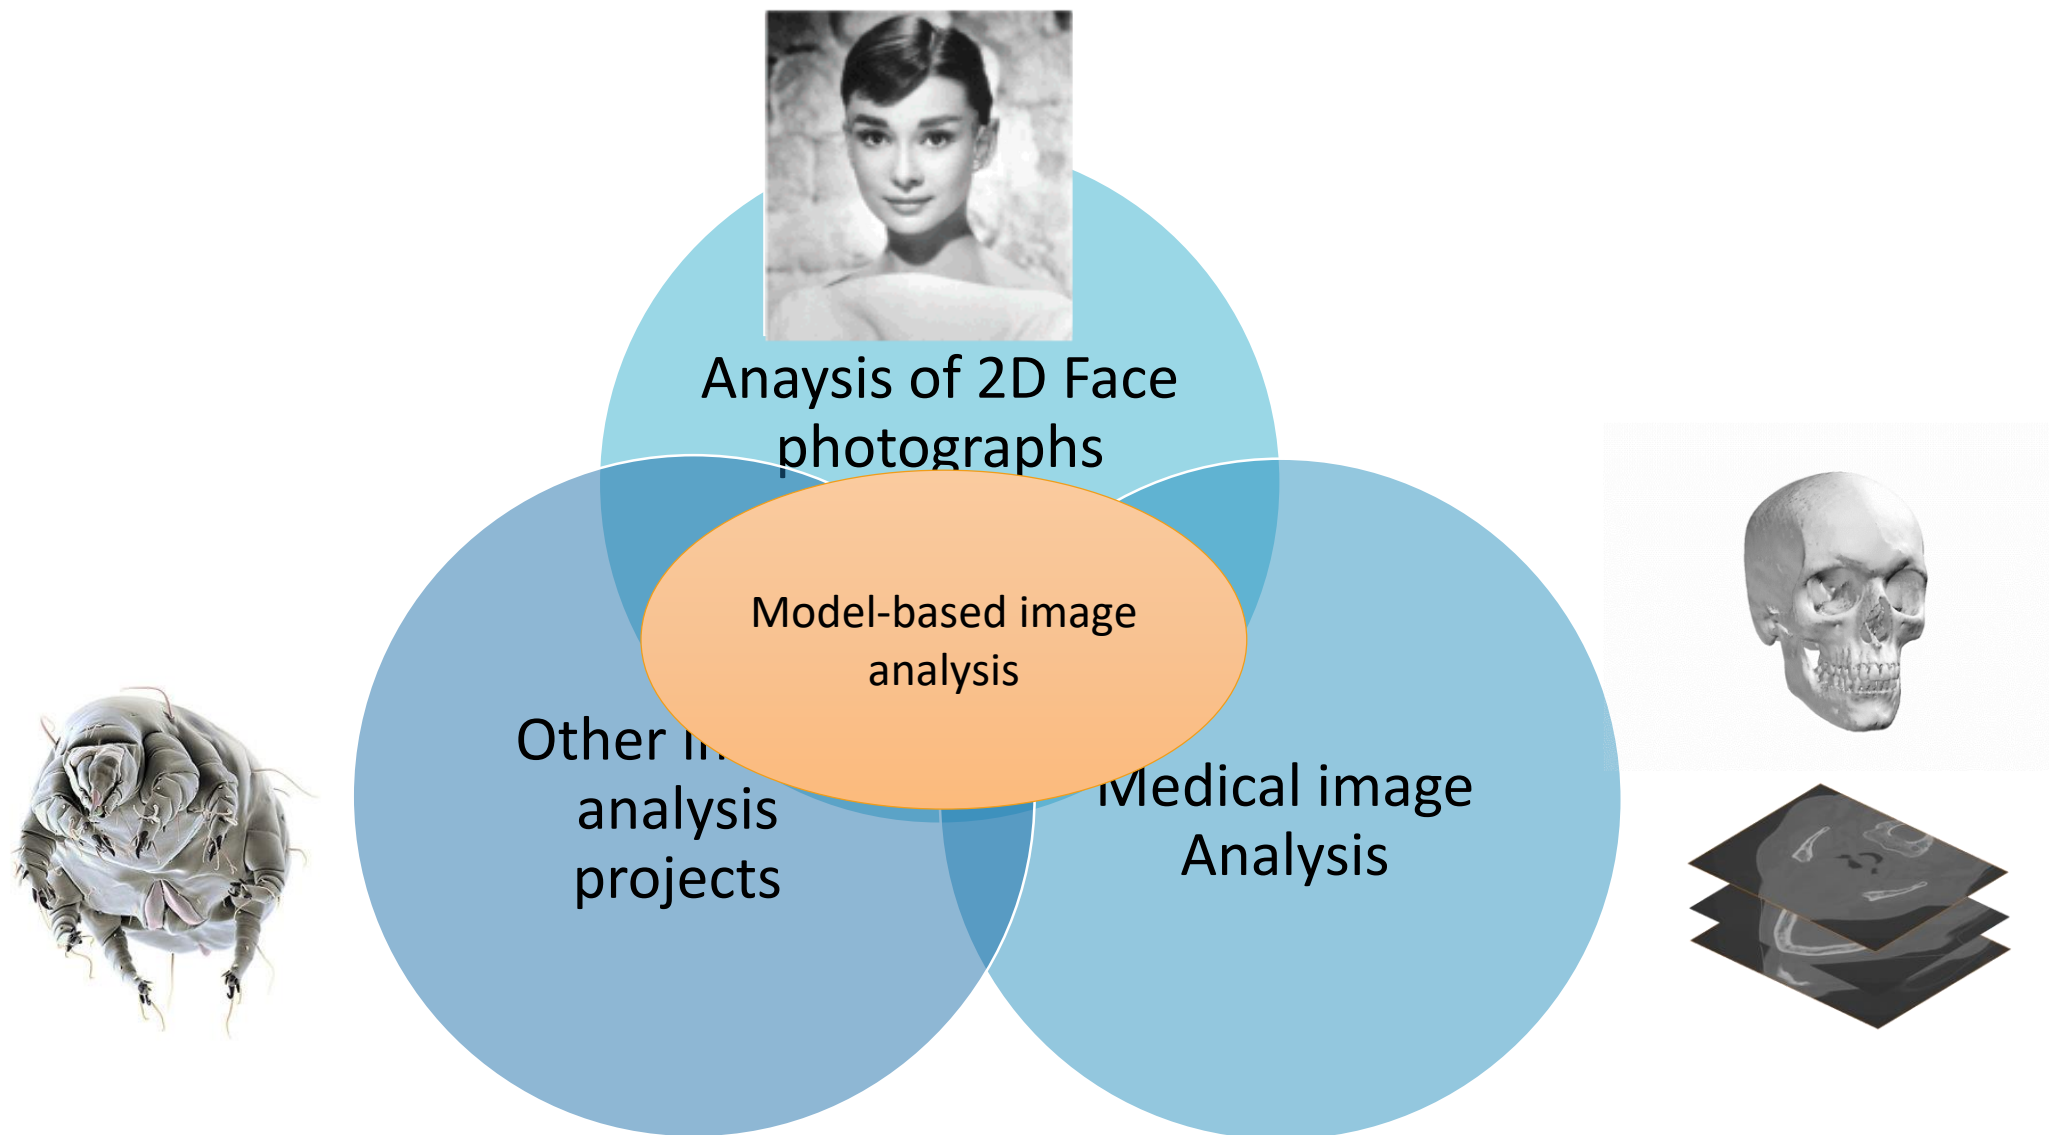 Anaysis of 2D Face
photographs
Model-based image
analysis
Other
analysis
projects
Medical image
Analysis